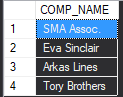 COMP_NAME
1 SMA Assoc.
2 Eva Sinclair
3 Arkas Lines
4 Tory Brothers